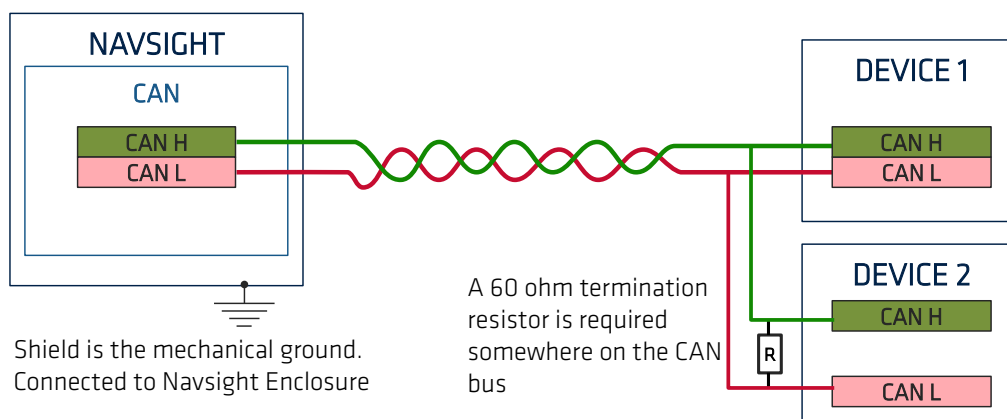 NAVSIGHT
CAN
CAN H
CAN L
Shield is the mechanical ground.
Connected to Navsight Enclosure
A 60 ohm termination
resistor is required
somewhere on the CAN
bus
R
DEVICE 1
CAN H
CAN L
DEVICE 2
CAN H
CAN L